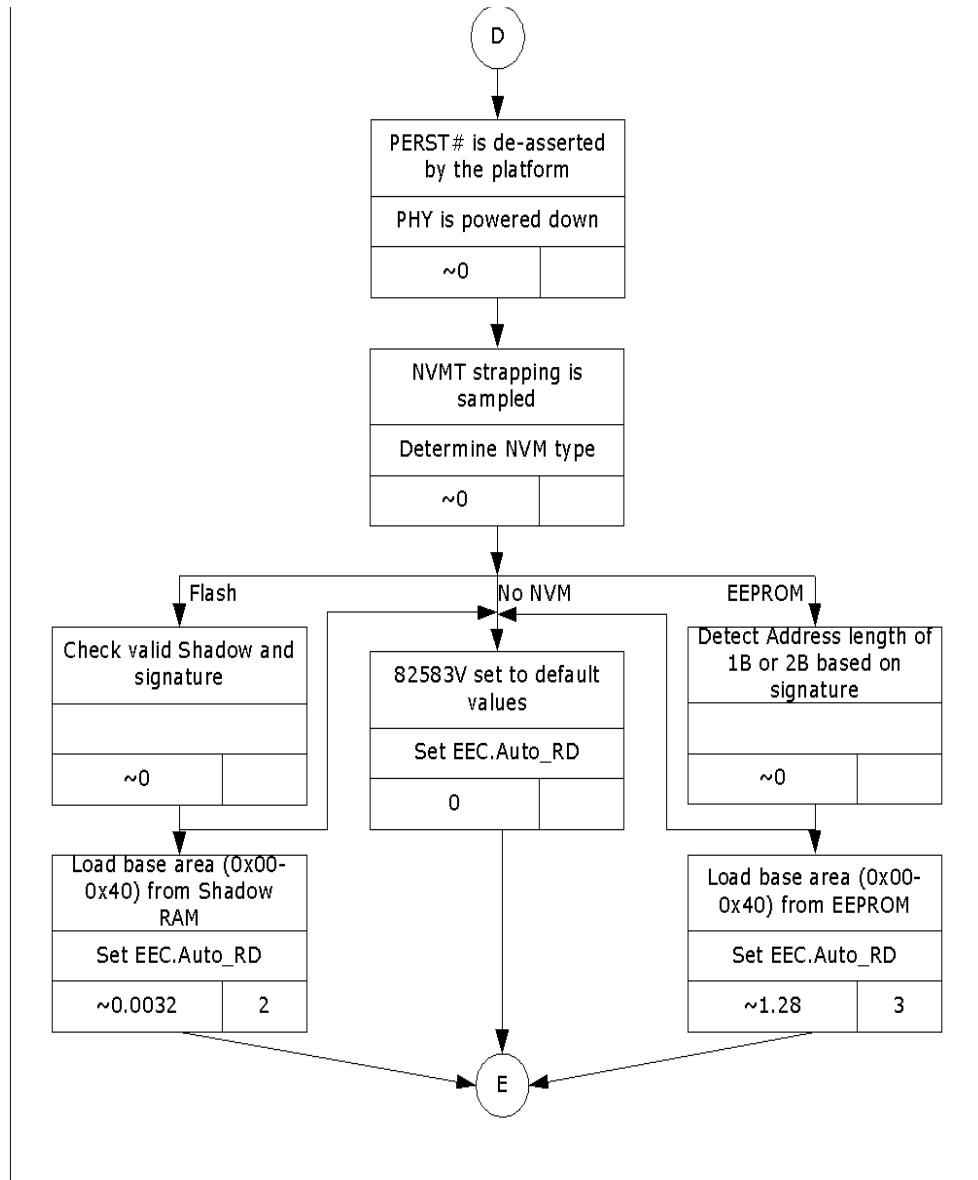 D
PERST# is de-asserted
by the platform
PHY is powered down
~0
NVMT strapping is
sampled
Determine NVM type
~0
Flash
No NVM
EEPROM
Check valid Shadow and
signature
~0
82583V set to default
values
Set EEC.Auto_RD
0
Detect Address length of
1B or 2B based on
signature
~0
Load base area (0x00-
0x40) from Shadow
RAM
Set EEC.Auto_RD
~0.0032
2
Load base area (0x00-
0x40) from EEPROM
Set EEC.Auto_RD
~1.28
3
E